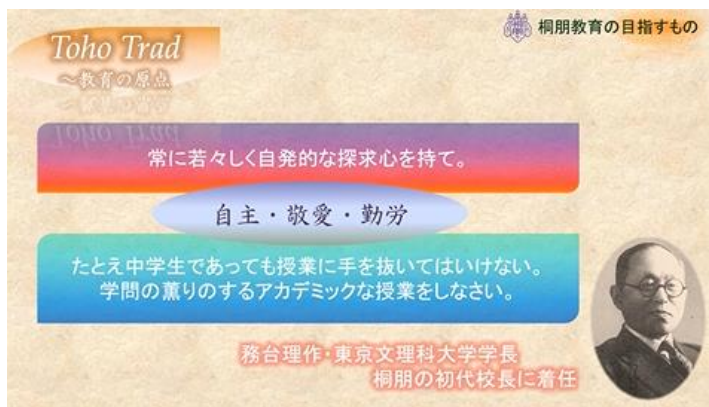 桐朋教育の目指すもの
Toho Trad
～教育の原点
常に若々しく自発的な探求心を持て。
自主・敬愛・勤労
たとえ中学生であっても授業に手を抜いてはいけない。
学問の薫りのするアカデミックな授業をしなさい。
務台理作・東京文理科大学学長
桐朋の初代校長に着任